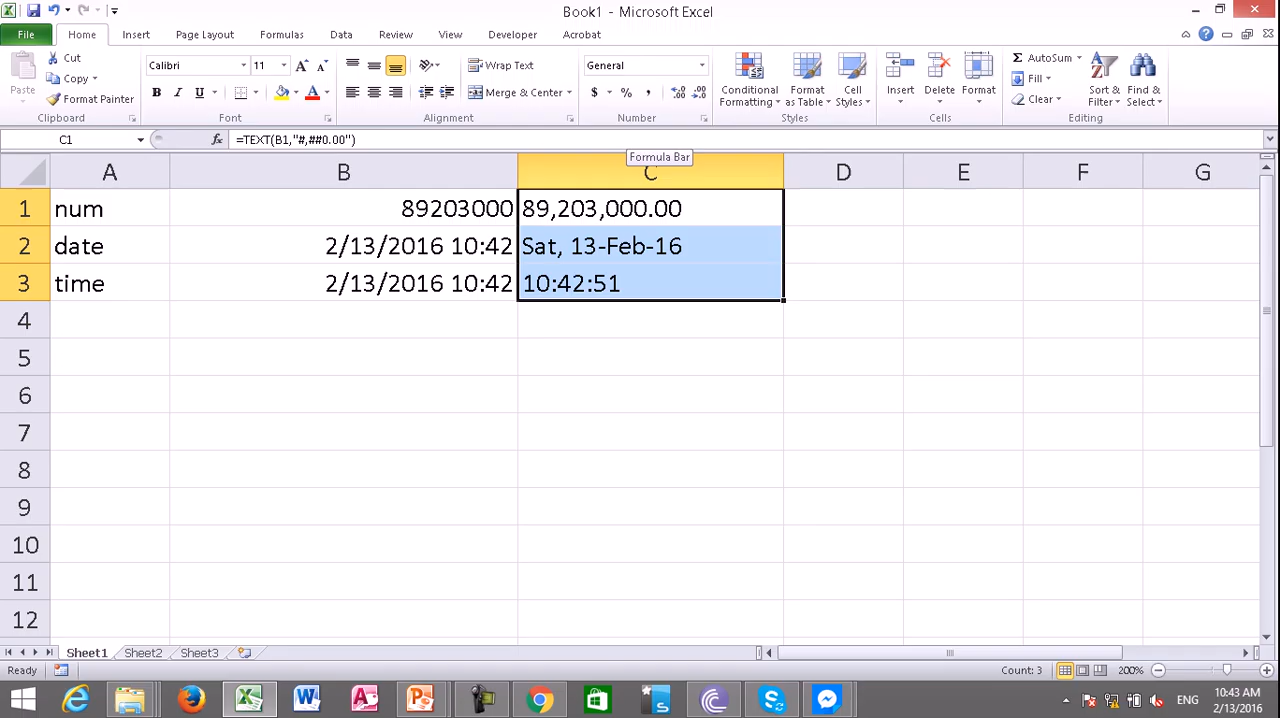 Book1 - Microsoft Excel
File Home Insert Page Layout Formulas Data Review View Developer Acrobat
Paste
Cut
Copy
Format Painter
Clipboard
Calibri 11
B I U
Font
Wrap Text
Merge & Center
Alignment
General
$ % ,
Number
Conditional Formatting
Format as Table
Cell Styles
Styles
Insert Delete Format
Cells
Σ AutoSum
Fill
Clear
Sort & Filter
Find & Select
Editing
C1 fx =TEXT(B1,"#,##0.00")
Formula Bar
A B C D E F G
1 num 89203000 89,203,000.00
2 date 2/13/2016 10:42 Sat, 13-Feb-16
3 time 2/13/2016 10:42 10:42:51
4
5
6
7
8
9
10
11
12
Sheet1 Sheet2 Sheet3
Ready Count: 3 200%
ENG 10:43 AM
2/13/2016